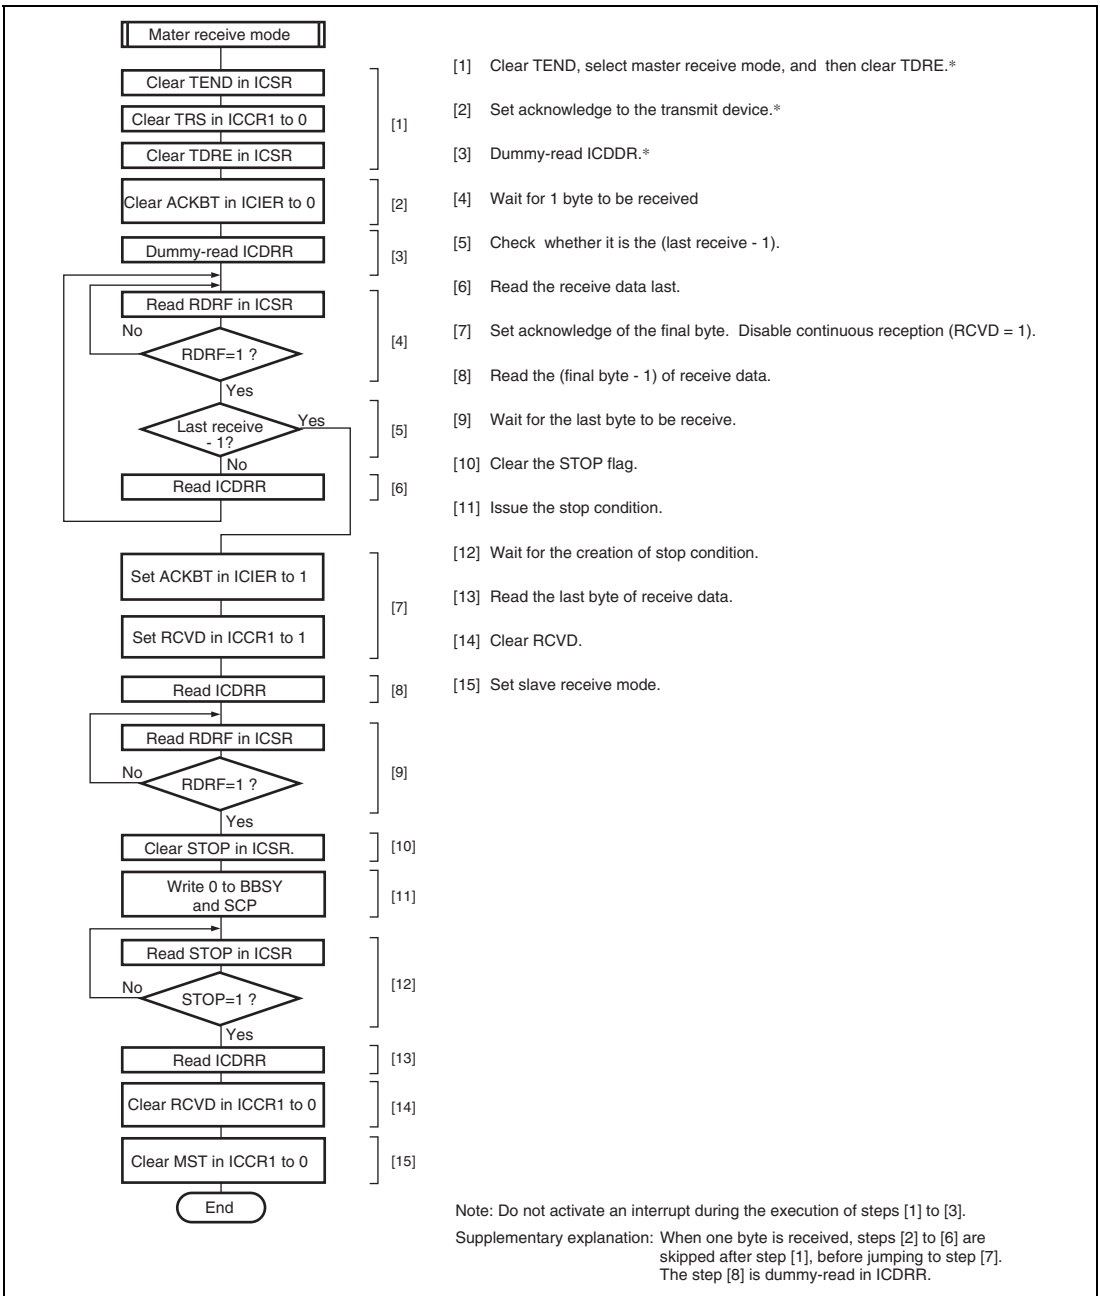 Mater receive mode
Clear TEND in ICSR
Clear TRS in ICCR1 to 0
Clear TDRE in ICSR
[1]
Clear ACKBT in ICIER to 0
[2]
Dummy-read ICDRR
[3]
Read RDRF in ICSR
No
RDRF=1 ?
[4]
Yes
Last receive
- 1?
Yes
[5]
No
Read ICDRR
[6]
Set ACKBT in ICIER to 1
[7]
Set RCVD in ICCR1 to 1
Read ICDRR
[8]
Read RDRF in ICSR
No
RDRF=1 ?
[9]
Yes
Clear STOP in ICSR.
[10]
Write 0 to BBSY
and SCP
[11]
Read STOP in ICSR
No
STOP=1 ?
[12]
Yes
Read ICDRR
[13]
Clear RCVD in ICCR1 to 0
[14]
Clear MST in ICCR1 to 0
[15]
End
[1] Clear TEND, select master receive mode, and then clear TDRE.*
[2] Set acknowledge to the transmit device.*
[3] Dummy-read ICDDR.*
[4] Wait for 1 byte to be received
[5] Check whether it is the (last receive - 1).
[6] Read the receive data last.
[7] Set acknowledge of the final byte. Disable continuous reception (RCVD = 1).
[8] Read the (final byte - 1) of receive data.
[9] Wait for the last byte to be receive.
[10] Clear the STOP flag.
[11] Issue the stop condition.
[12] Wait for the creation of stop condition.
[13] Read the last byte of receive data.
[14] Clear RCVD.
[15] Set slave receive mode.
Note: Do not activate an interrupt during the execution of steps [1] to [3].
Supplementary explanation: When one byte is received, steps [2] to [6] are
skipped after step [1], before jumping to step [7].
The step [8] is dummy-read in ICDRR.